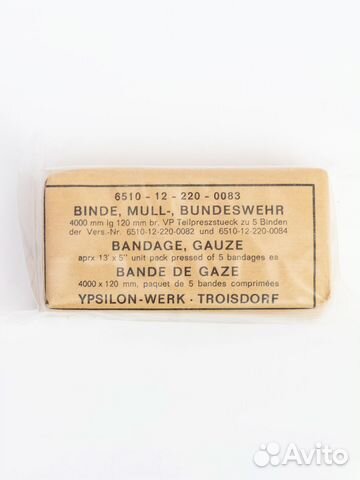 6510 - 12 - 220 - 0083
BINDE, MULL-, BUNDESWEHR
4000 mm lg 120 mm br. VP Teilpreszstueck zu 5 Binden
der Vers.-Nr. 6510-12-220-0082 und 6510-12-220-0084
BANDAGE, GAUZE
aprx 13' x 5" unit pack pressed of 5 bandages ea
BANDE DE GAZE
4000 x 120 mm, paquet de 5 bandes comprimées
YPSILON-WERK · TROISDORF
Avito